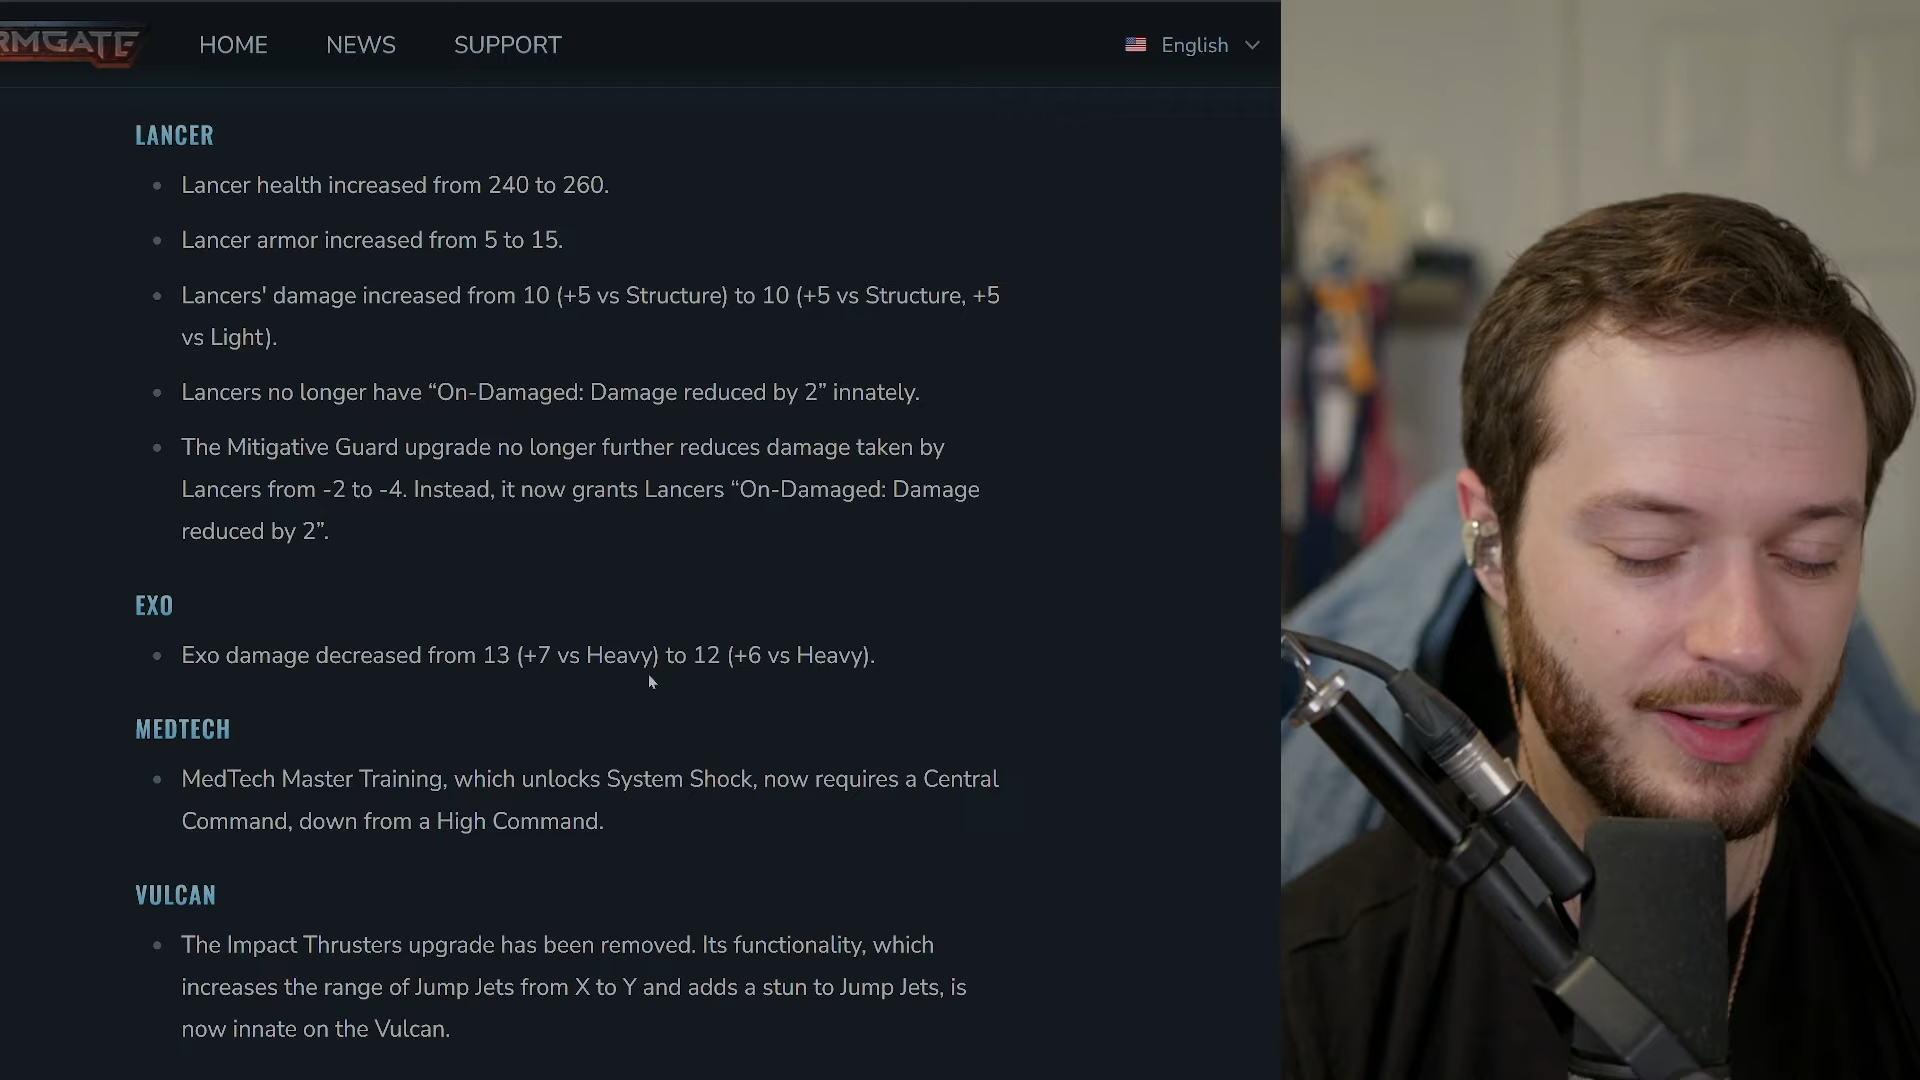 RMGATE
HOME
NEWS
SUPPORT
English
LANCER
Lancer health increased from 240 to 260.
Lancer armor increased from 5 to 15.
Lancers' damage increased from 10 (+5 vs Structure) to 10 (+5 vs Structure, +5
vs Light).
Lancers no longer have “On-Damaged: Damage reduced by 2” innately.
The Mitigative Guard upgrade no longer further reduces damage taken by
Lancers from -2 to -4. Instead, it now grants Lancers “On-Damaged: Damage
reduced by 2”.
EXO
Exo damage decreased from 13 (+7 vs Heavy) to 12 (+6 vs Heavy).
MEDTECH
MedTech Master Training, which unlocks System Shock, now requires a Central
Command, down from a High Command.
VULCAN
The Impact Thrusters upgrade has been removed. Its functionality, which
increases the range of Jump Jets from X to Y and adds a stun to Jump Jets, is
now innate on the Vulcan.